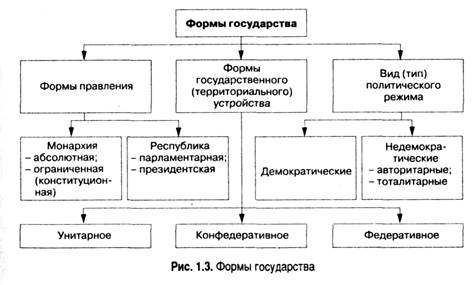 Формы государства
Формы правления
Формы
государственного
(территориального)
устройства
Вид (тип)
политического
режима
Монархия
– абсолютная;
– ограниченная
(конституцион-
ная)
Республика
– парламентарная;
– президентская
Демократические
Недемокра-
тические
– авторитарные;
– тоталитарные
Унитарное
Конфедеративное
Федеративное
Рис. 1.3. Формы государства